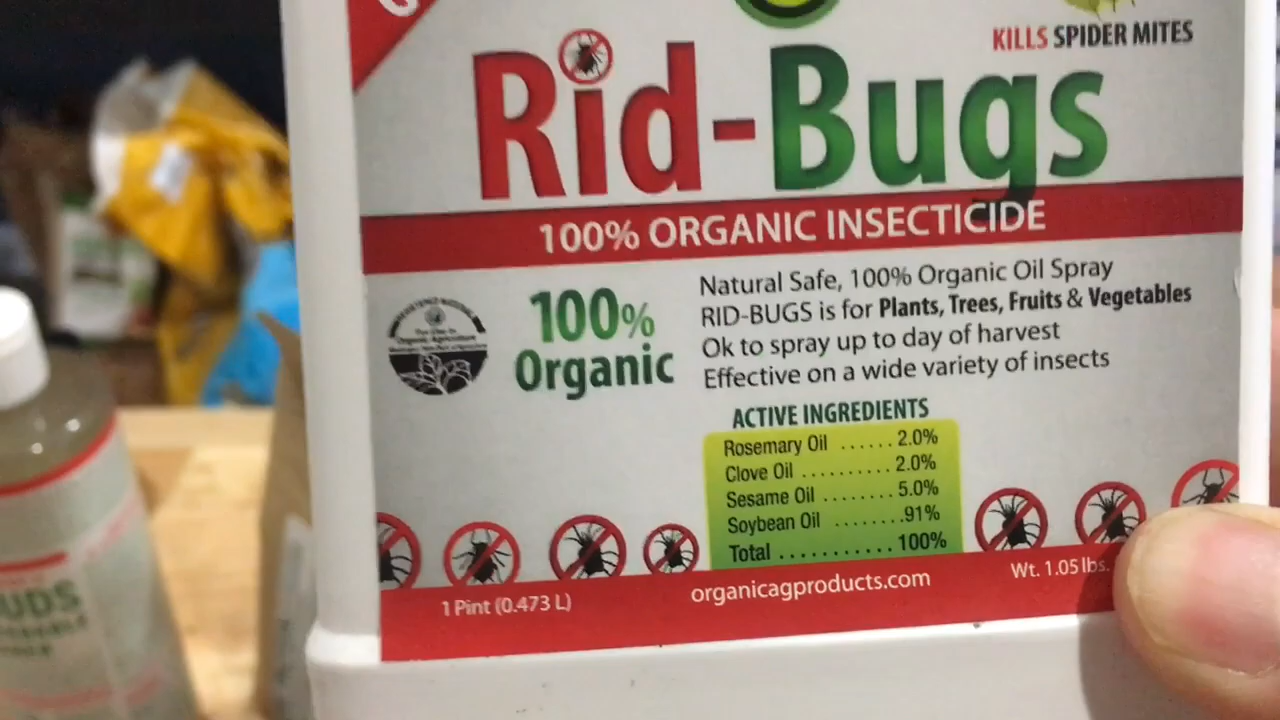 KILLS SPIDER MITES
Rid-Bugs
100% ORGANIC INSECTICIDE
100%
Organic
Natural Safe, 100% Organic Oil Spray
RID-BUGS is for Plants, Trees, Fruits & Vegetables
Ok to spray up to day of harvest
Effective on a wide variety of insects
ACTIVE INGREDIENTS
Rosemary Oil ...... 2.0%
Clove Oil .......... 2.0%
Sesame Oil ........ 5.0%
Soybean Oil ........91%
Total ........... 100%
1 Pint (0.473 L)
organicagproducts.com
Wt. 1.05 lbs.
UDS